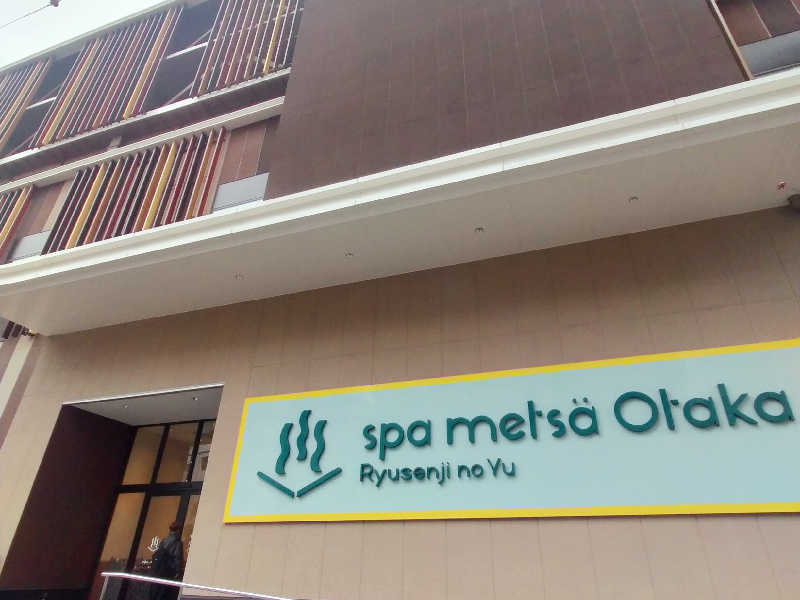 spa metsä Otaka
Ryusenji no Yu